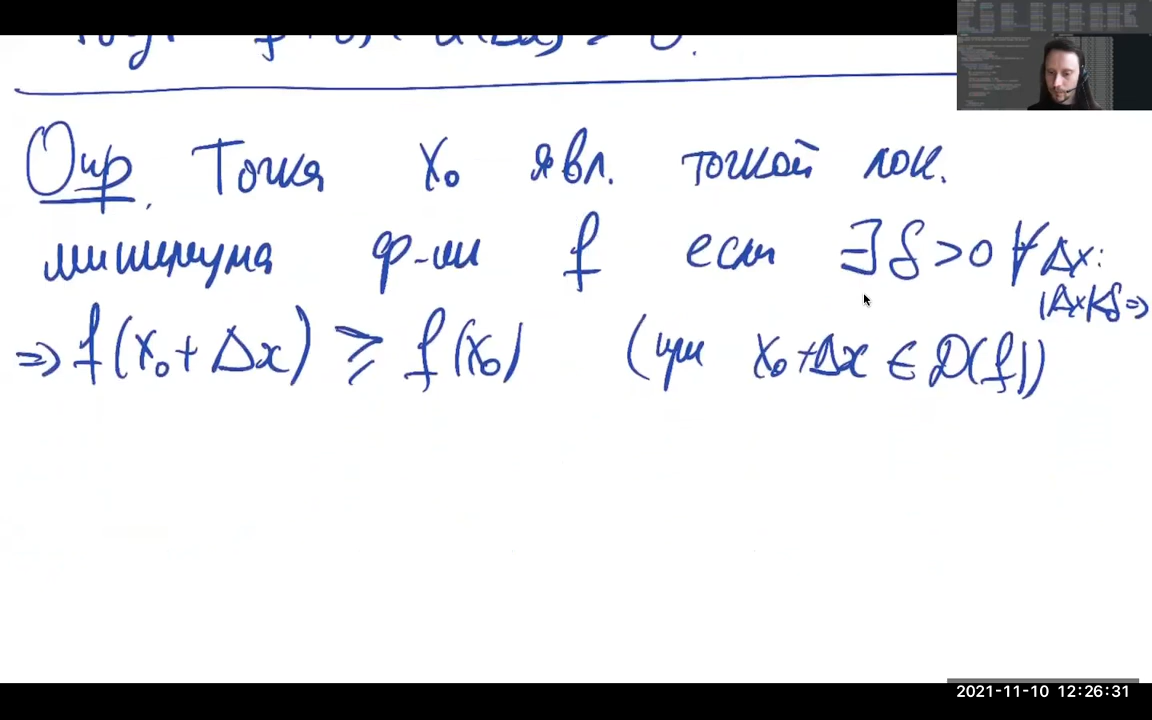 Опр. Точка x₀ явл. точкой лок.
минимума ф-ии f если ∃ δ > 0 ∀ Δx:
|Δx|<δ ⇒
⇒ f(x₀ + Δx) ⩾ f(x₀) (при x₀+Δx ∈ D(f))
2021-11-10 12:26:31